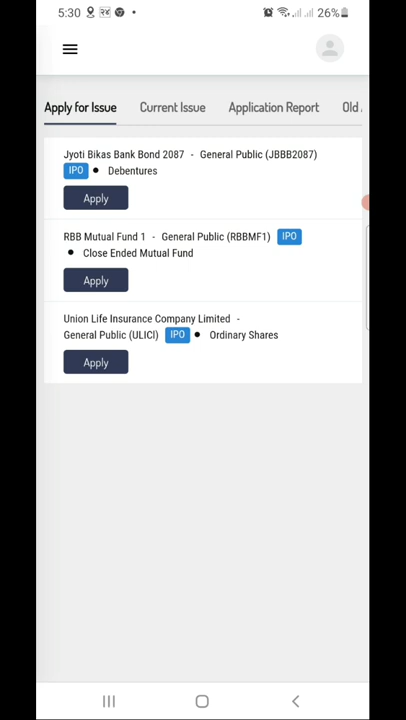 5:30 26%
Apply for Issue Current Issue Application Report Old
Jyoti Bikas Bank Bond 2087 - General Public (JBBB2087)
IPO ● Debentures
Apply
RBB Mutual Fund 1 - General Public (RBBMF1) IPO
● Close Ended Mutual Fund
Apply
Union Life Insurance Company Limited -
General Public (ULICl) IPO ● Ordinary Shares
Apply